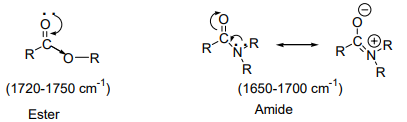 O
C
R
O
R
(1720-1750 cm⁻¹)
Ester
O
C
R
N
R
R
O ⊖
C
R
N ⊕
R
R
(1650-1700 cm⁻¹)
Amide